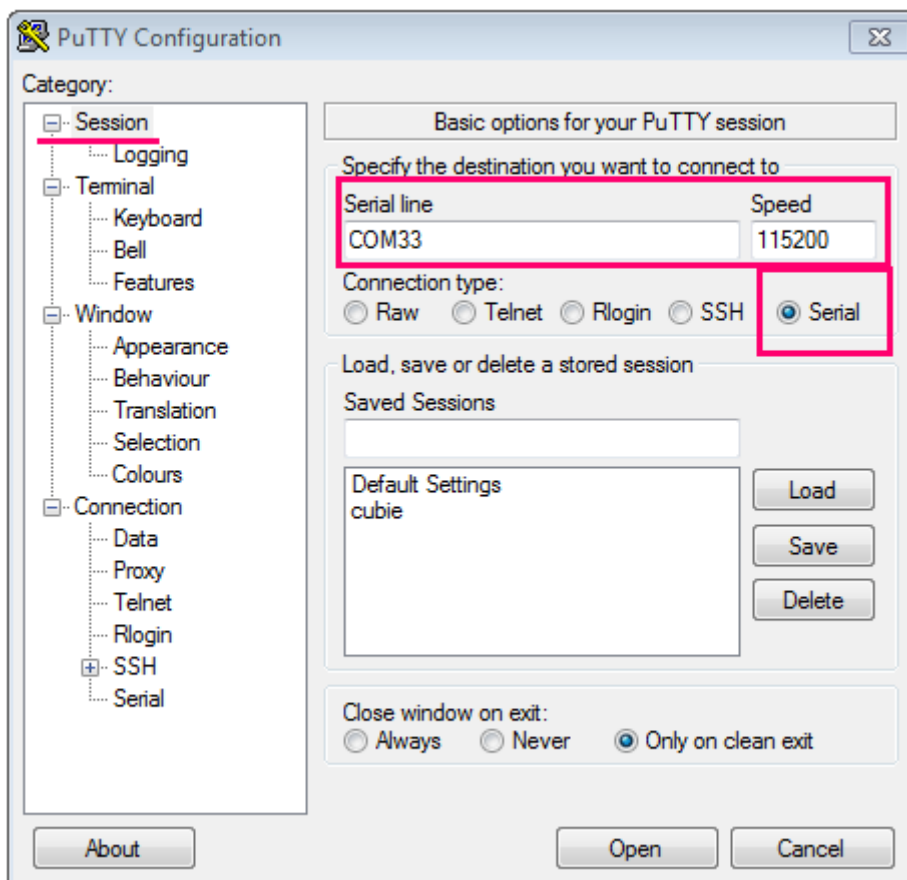 PuTTY Configuration
Category:
Session
Logging
Terminal
Keyboard
Bell
Features
Window
Appearance
Behaviour
Translation
Selection
Colours
Connection
Data
Proxy
Telnet
Rlogin
SSH
Serial
Basic options for your PuTTY session
Specify the destination you want to connect to
Serial line Speed
COM33 115200
Connection type:
Raw Telnet Rlogin SSH Serial
Load, save or delete a stored session
Saved Sessions
Default Settings
cubie
Load
Save
Delete
Close window on exit:
Always Never Only on clean exit
About Open Cancel